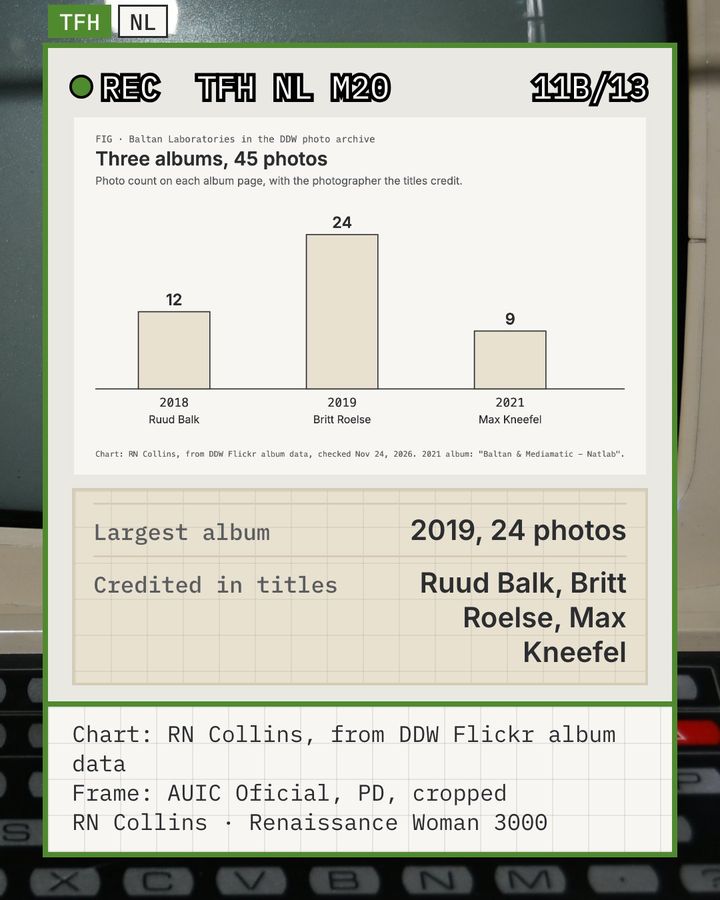 TFH NL
REC TFH NL M20 11B/13
FIG · Baltan Laboratories in the DDW photo archive
Three albums, 45 photos
Photo count on each album page, with the photographer the titles credit.
12
24
9
2018
Ruud Balk
2019
Britt Roelse
2021
Max Kneefel
Chart: RN Collins, from DDW Flickr album data, checked Nov 24, 2026. 2021 album: "Baltan & Mediamatic – Natlab".
Largest album 2019, 24 photos
Credited in titles Ruud Balk, Britt
Roelse, Max
Kneefel
Chart: RN Collins, from DDW Flickr album
data
Frame: AUIC Oficial, PD, cropped
RN Collins · Renaissance Woman 3000
P
S
X C V B N M . ?